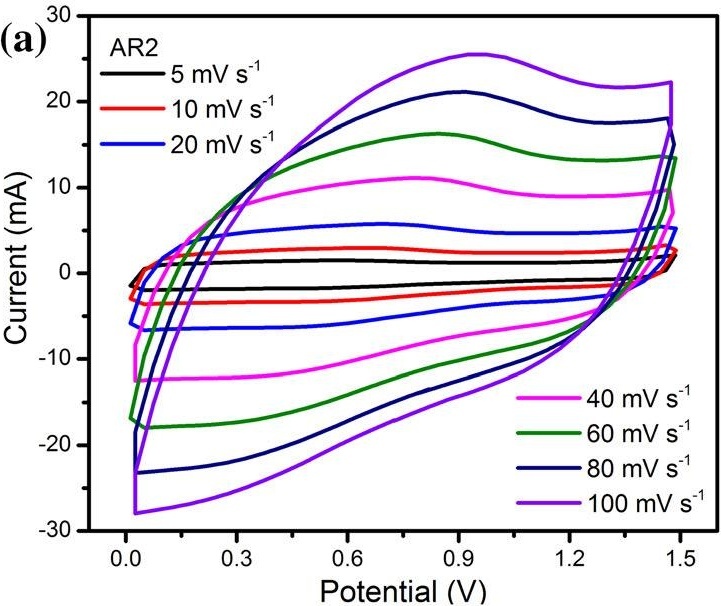 (a)
AR2
5 mV s⁻¹
10 mV s⁻¹
20 mV s⁻¹
40 mV s⁻¹
60 mV s⁻¹
80 mV s⁻¹
100 mV s⁻¹
Current (mA)
30
20
10
0
-10
-20
-30
0.0 0.3 0.6 0.9 1.2 1.5
Potential (V)